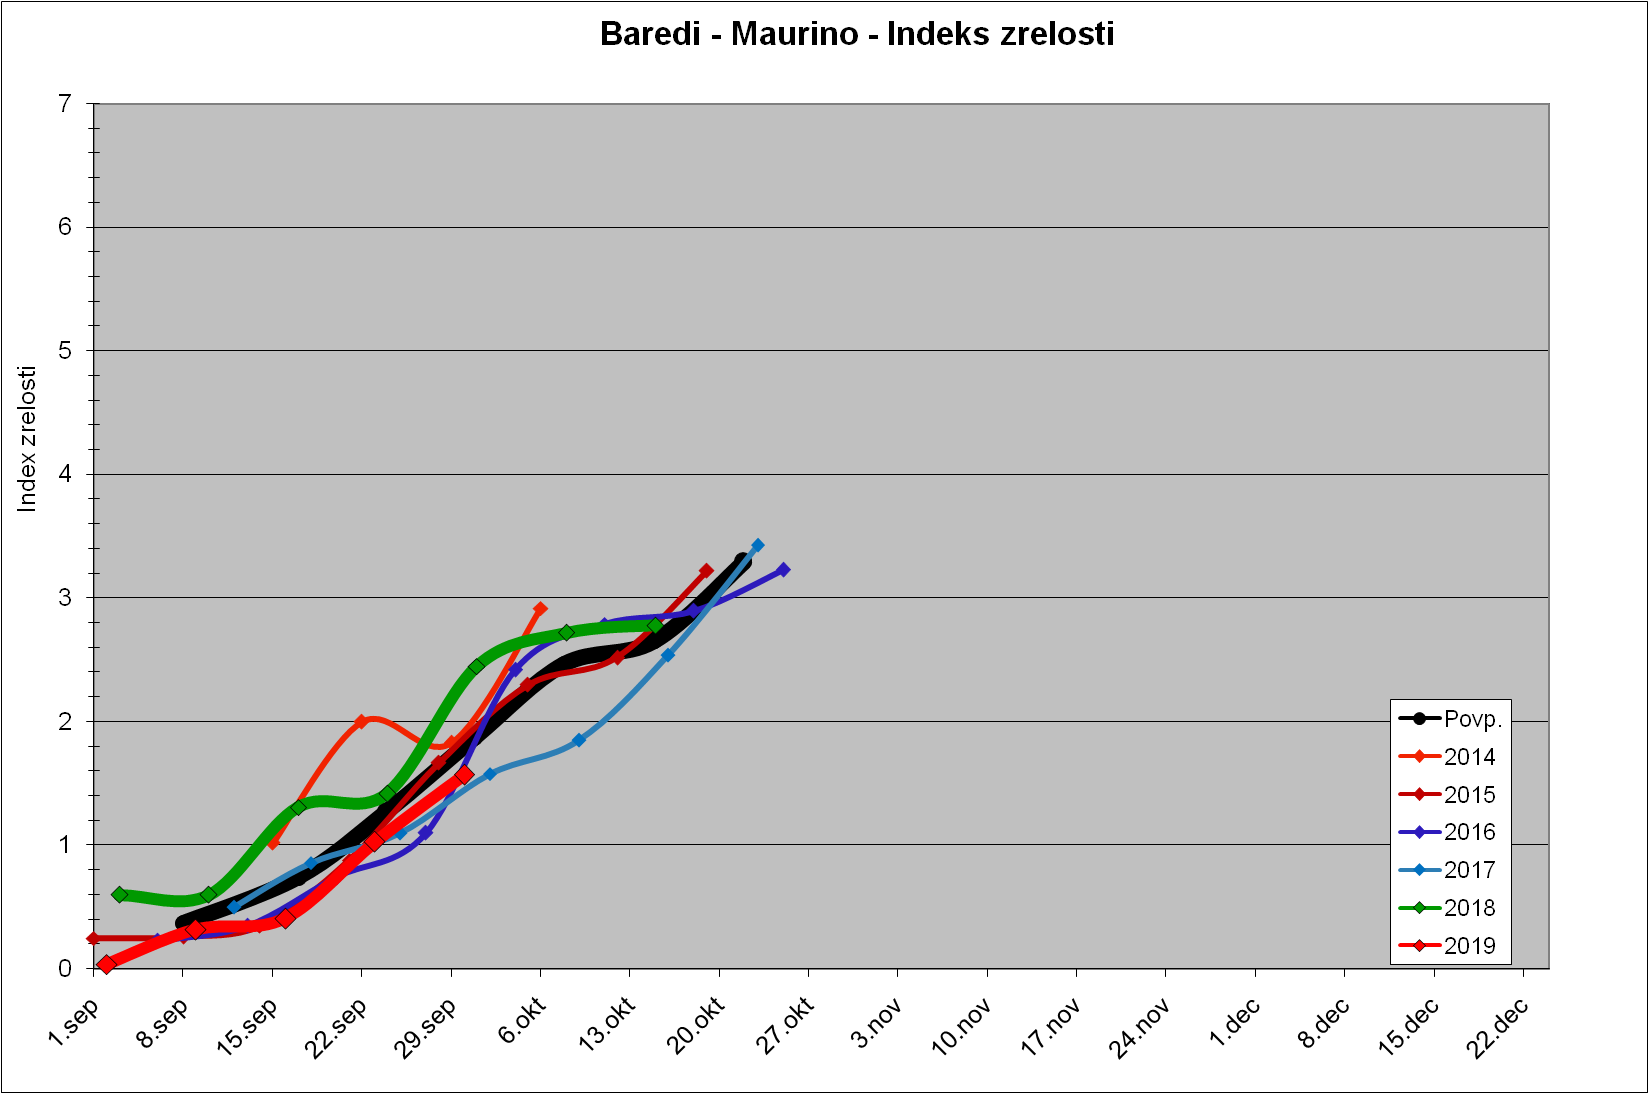 Baredi - Maurino - Indeks zrelosti
7
6
5
4
3
2
1
0
Index zrelosti
1.sep
8.sep
15.sep
22.sep
29.sep
6.okt
13.okt
20.okt
27.okt
3.nov
10.nov
17.nov
24.nov
1.dec
8.dec
15.dec
22.dec
Povp.
2014
2015
2016
2017
2018
2019